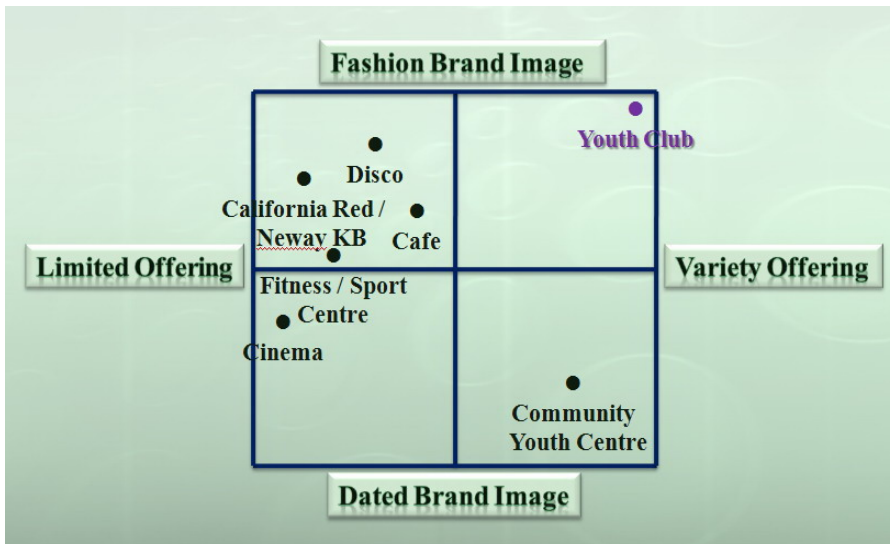 Fashion Brand Image
Youth Club
Disco
California Red /
Neway KB
Cafe
Limited Offering
Variety Offering
Fitness / Sport
Centre
Cinema
Community
Youth Centre
Dated Brand Image